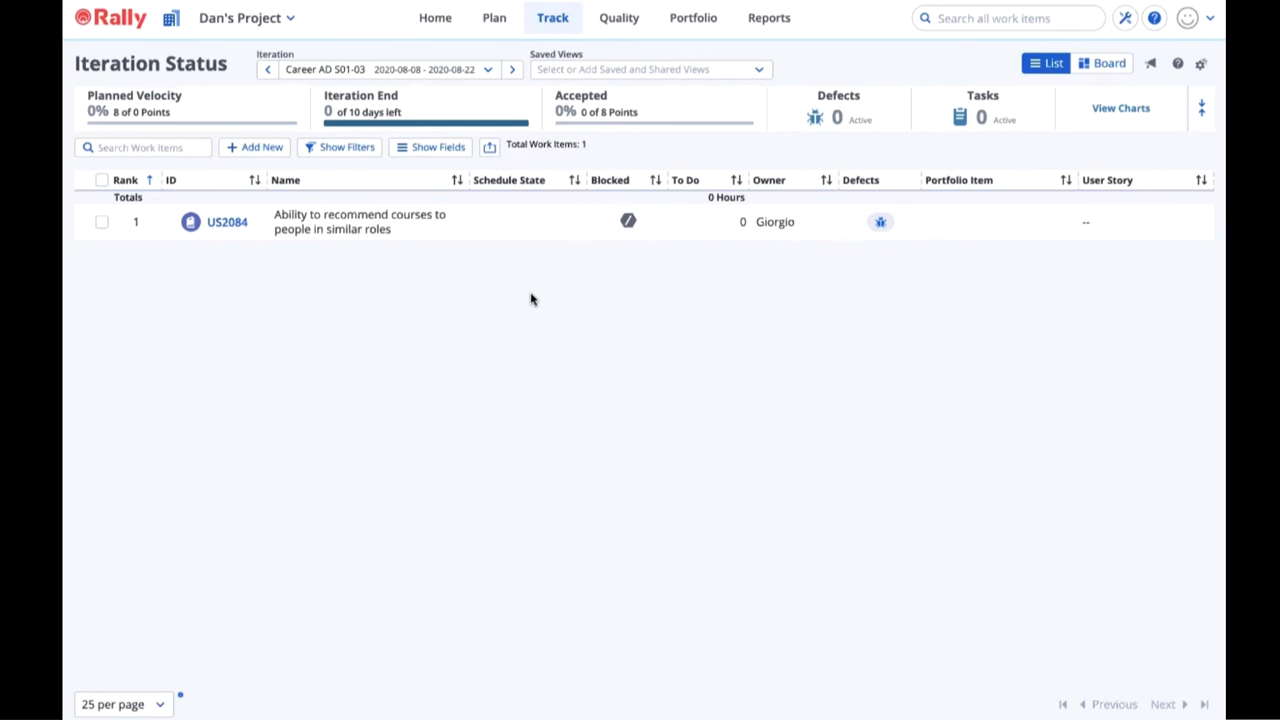 Rally
Dan's Project
Home
Plan
Track
Quality
Portfolio
Reports
Search all work items
Iteration Status
Iteration
Career AD S01-03 2020-08-08 - 2020-08-22
Saved Views
Select or Add Saved and Shared Views
List
Board
Planned Velocity
0% 8 of 0 Points
Iteration End
0 of 10 days left
Accepted
0% 0 of 8 Points
Defects
0 Active
Tasks
0 Active
View Charts
Search Work Items
+ Add New
Show Filters
Show Fields
Total Work Items: 1
Rank ID Name Schedule State Blocked To Do Owner Defects Portfolio Item User Story
Totals 0 Hours
1 US2084 Ability to recommend courses to
people in similar roles
0 Giorgio --
25 per page
Previous Next